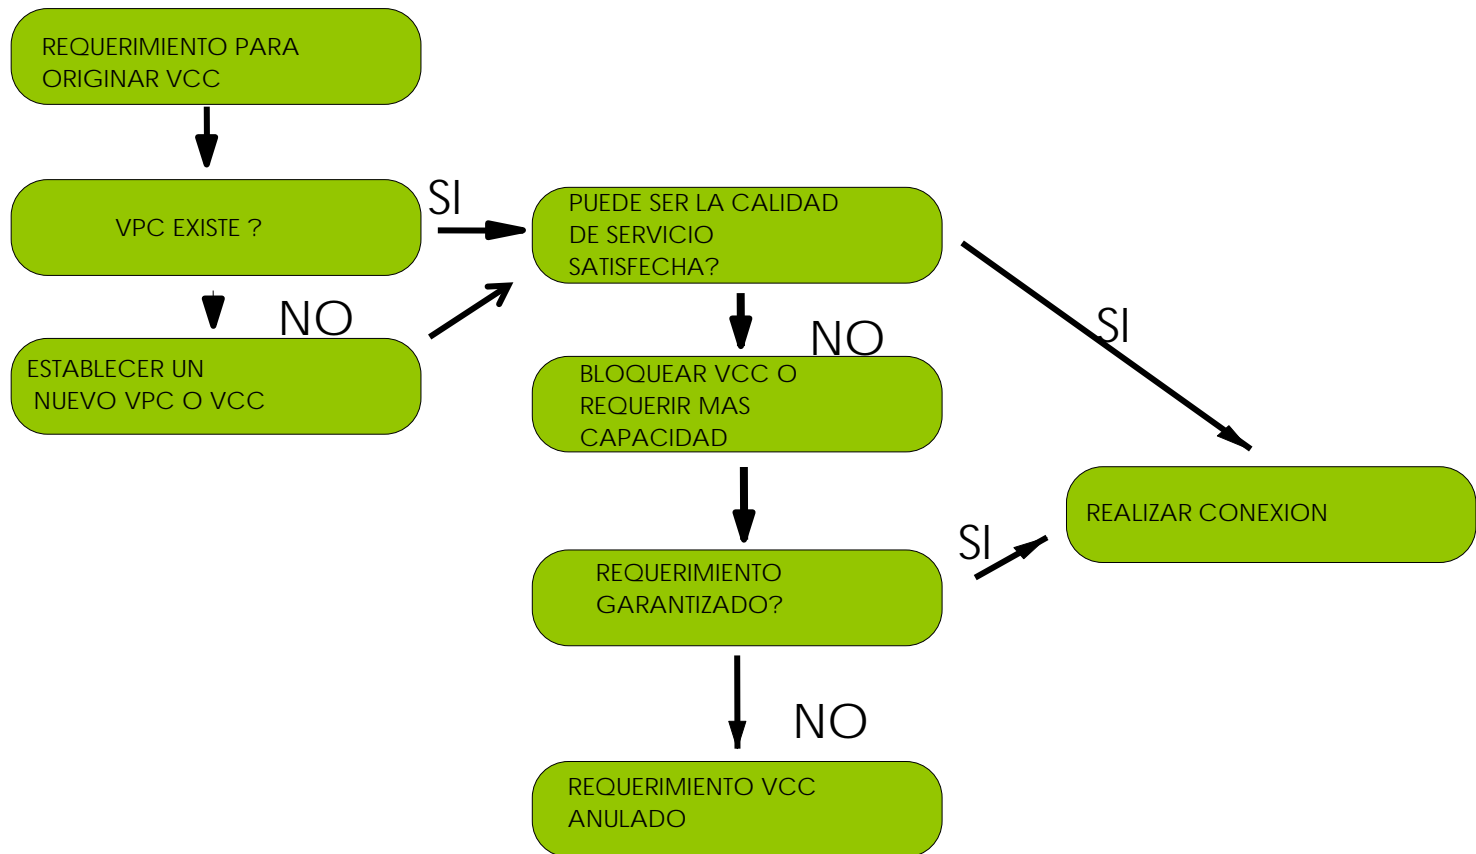 REQUERIMIENTO PARA
ORIGINAR VCC
VPC EXISTE ?
SI
NO
ESTABLECER UN
NUEVO VPC O VCC
PUEDE SER LA CALIDAD
DE SERVICIO
SATISFECHA?
SI
NO
BLOQUEAR VCC O
REQUERIR MAS
CAPACIDAD
REQUERIMIENTO
GARANTIZADO?
SI
REALIZAR CONEXION
NO
REQUERIMIENTO VCC
ANULADO